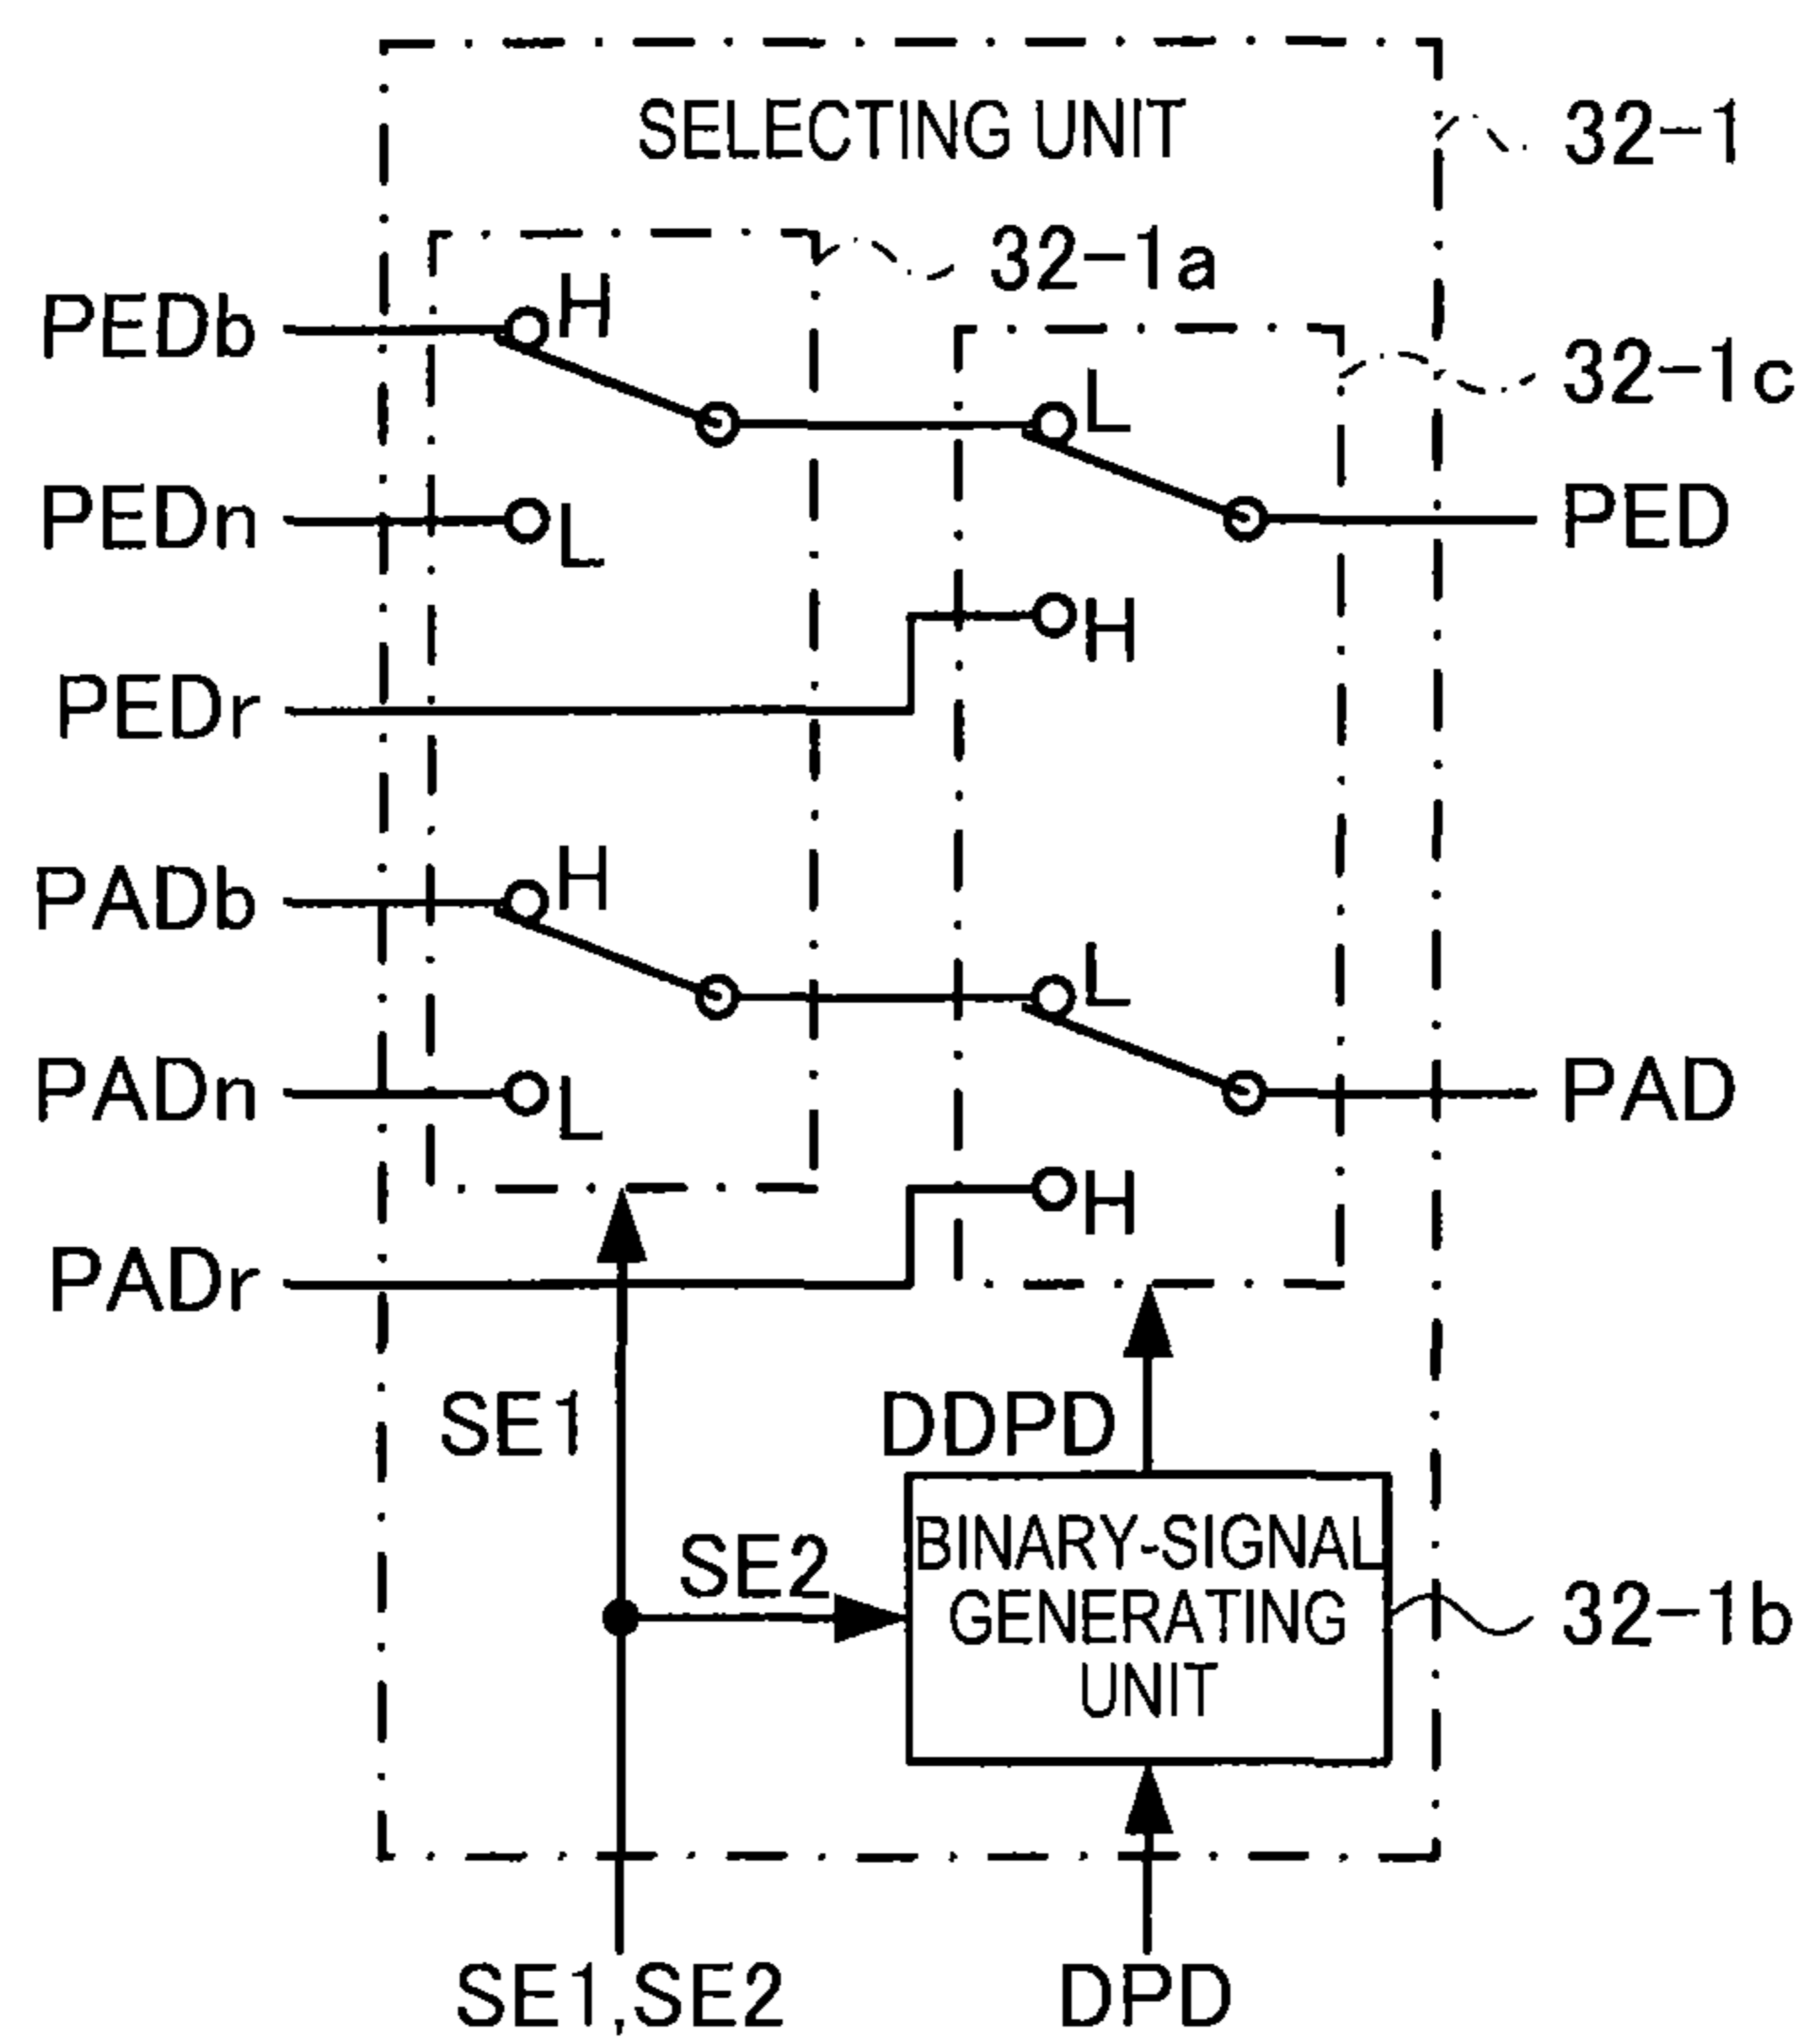 SELECTING UNIT
32-1
32-1a
PEDb
H
32-1c
L
PEDn
L
PED
H
PEDr
PADb
H
L
PADn
L
PAD
H
PADr
SE1
DDPD
SE2
BINARY-SIGNAL
GENERATING
UNIT
32-1b
SE1,SE2
DPD